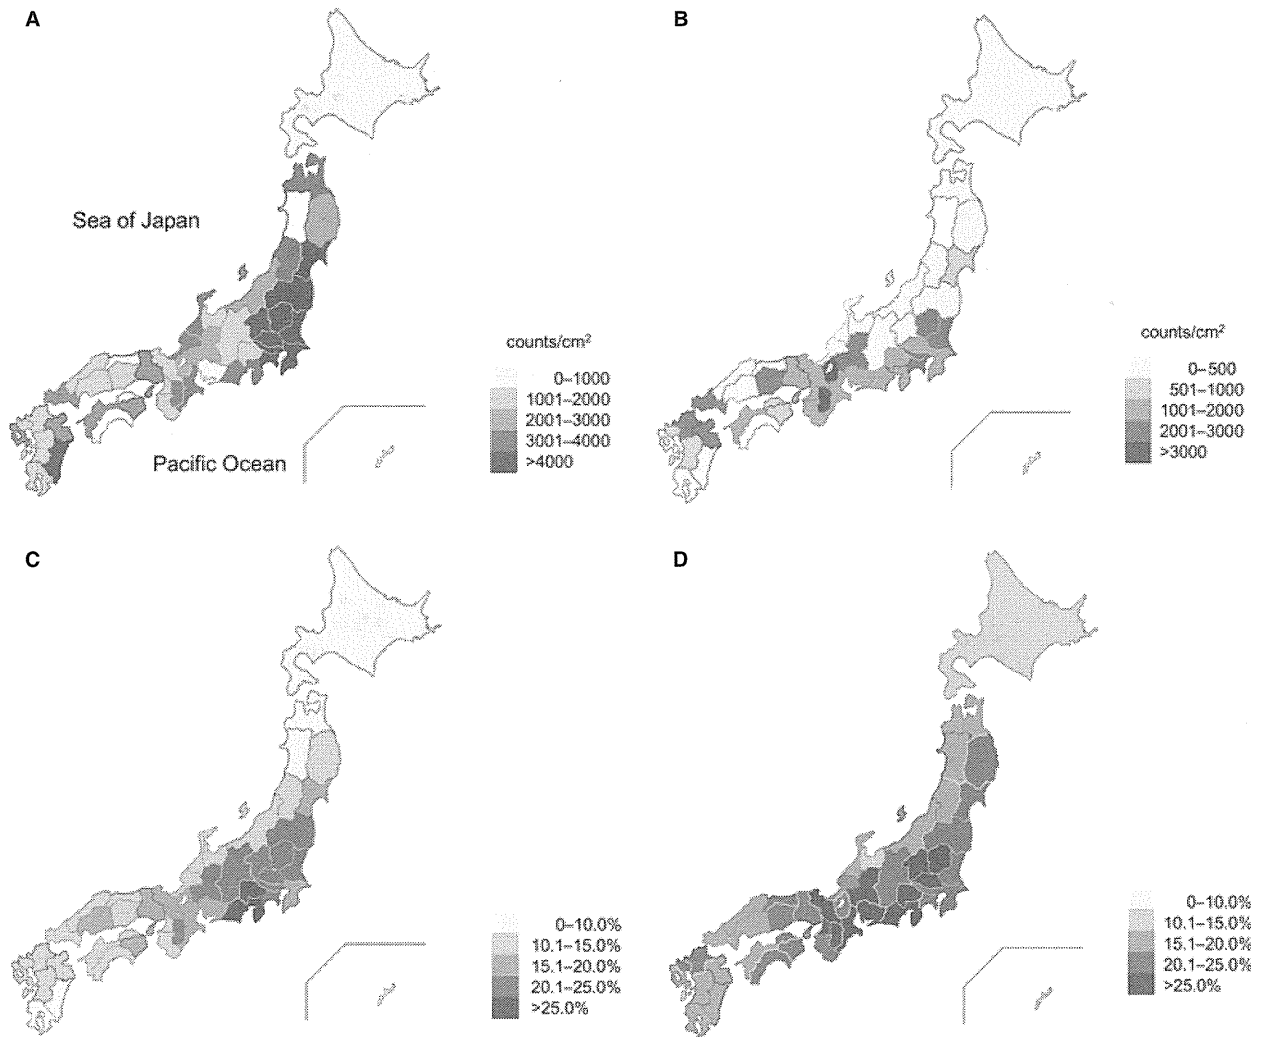 A
B
Sea of Japan
Pacific Ocean
counts/cm²
0–1000
1001–2000
2001–3000
3001–4000
>4000
counts/cm²
0–500
501–1000
1001–2000
2001–3000
>3000
C
D
0–10.0%
10.1–15.0%
15.1–20.0%
20.1–25.0%
>25.0%
0–10.0%
10.1–15.0%
15.1–20.0%
20.1–25.0%
>25.0%